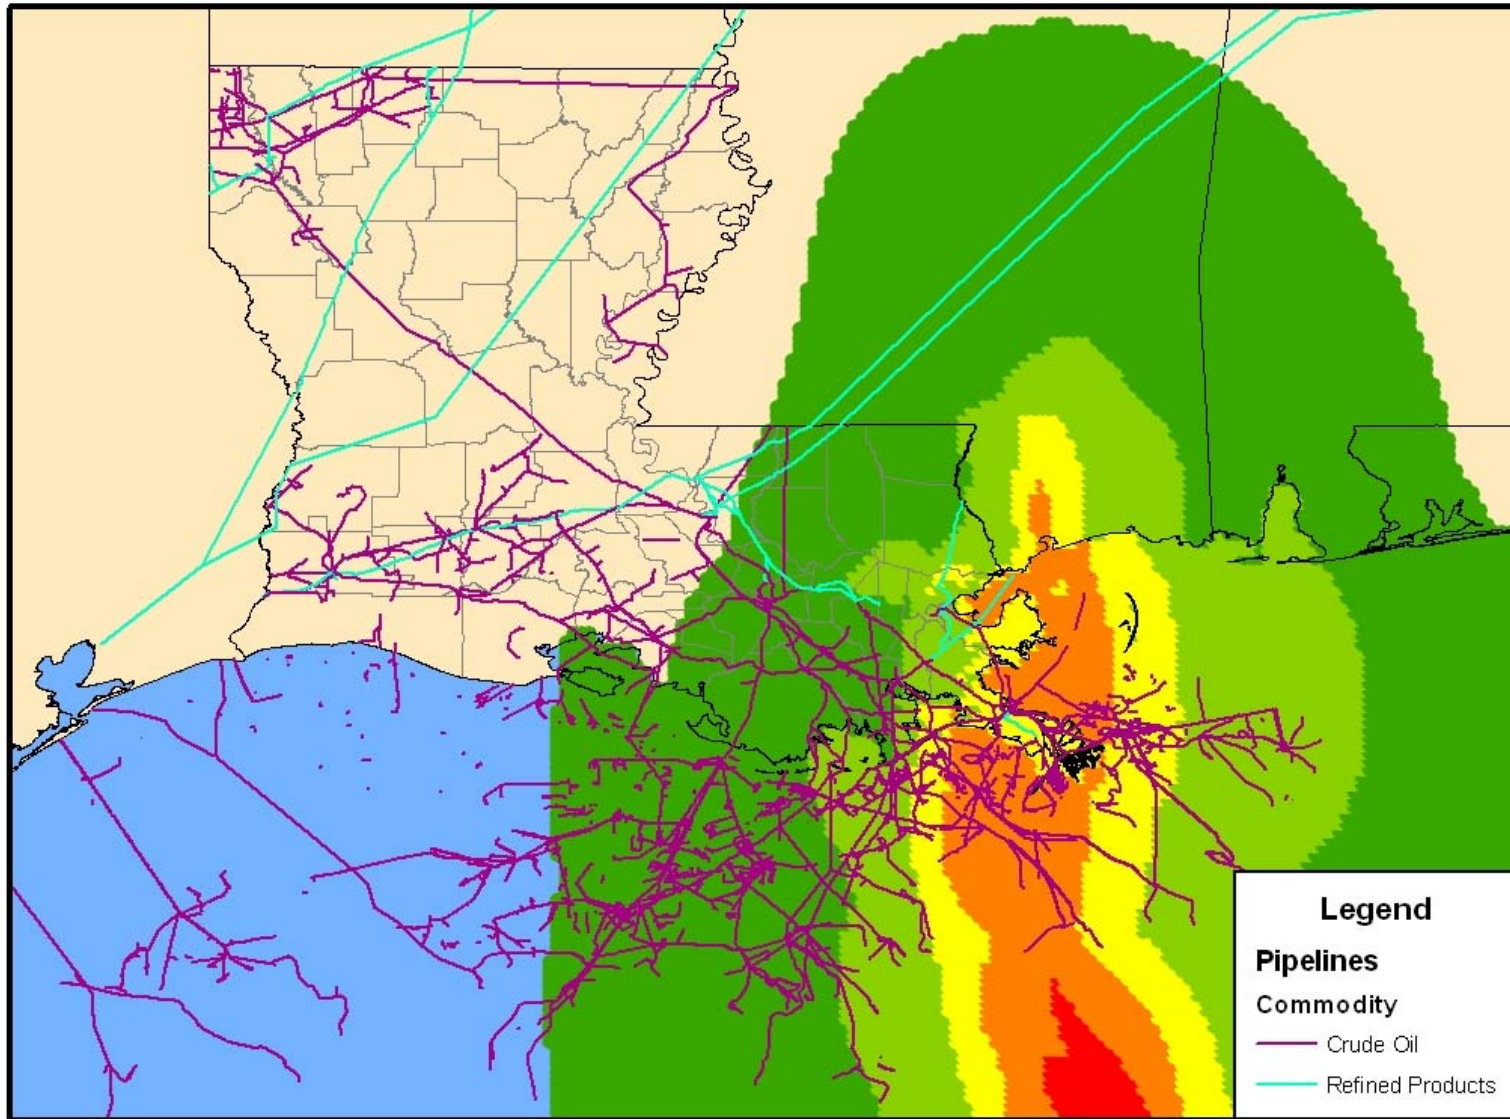 Legend
Pipelines
Commodity
Crude Oil
Refined Products